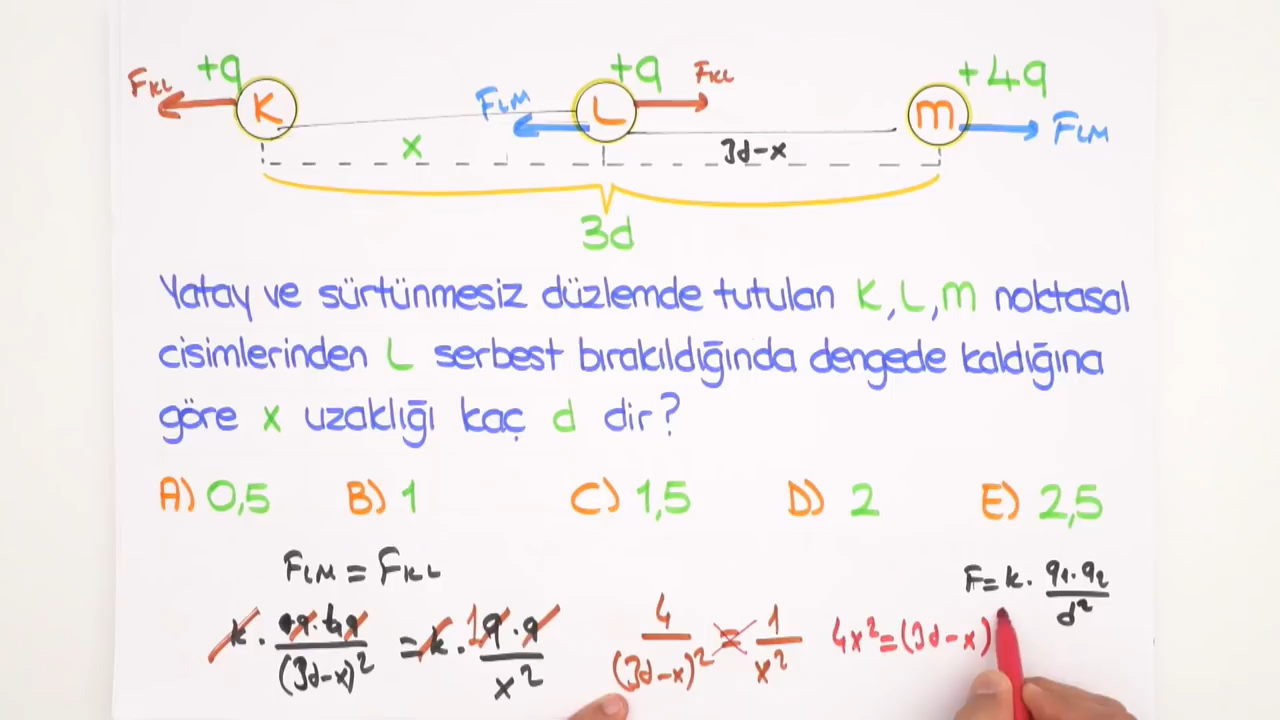 +q +q +4q
FKL K FLM L FKL M FLM
x 3d-x
3d
Yatay ve sürtünmesiz düzlemde tutulan K, L, M noktasal
cisimlerinden L serbest bırakıldığında dengede kaldığına
göre x uzaklığı kaç d dir?
A) 0,5 B) 1 C) 1,5 D) 2 E) 2,5
FLM = FKL
F = k. q1.q2 / d²
k . q.4q / (3d-x)² = k. 1q.q / x²
4 / (3d-x)² = 1 / x²
4x² = (3d-x)